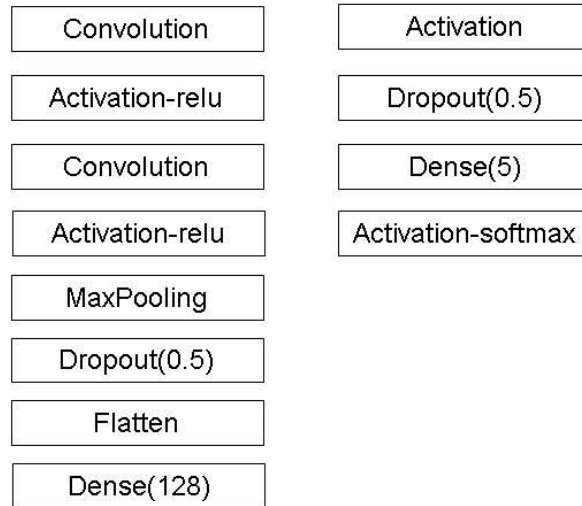 Convolution
Activation-relu
Convolution
Activation-relu
MaxPooling
Dropout(0.5)
Flatten
Dense(128)
Activation
Dropout(0.5)
Dense(5)
Activation-softmax